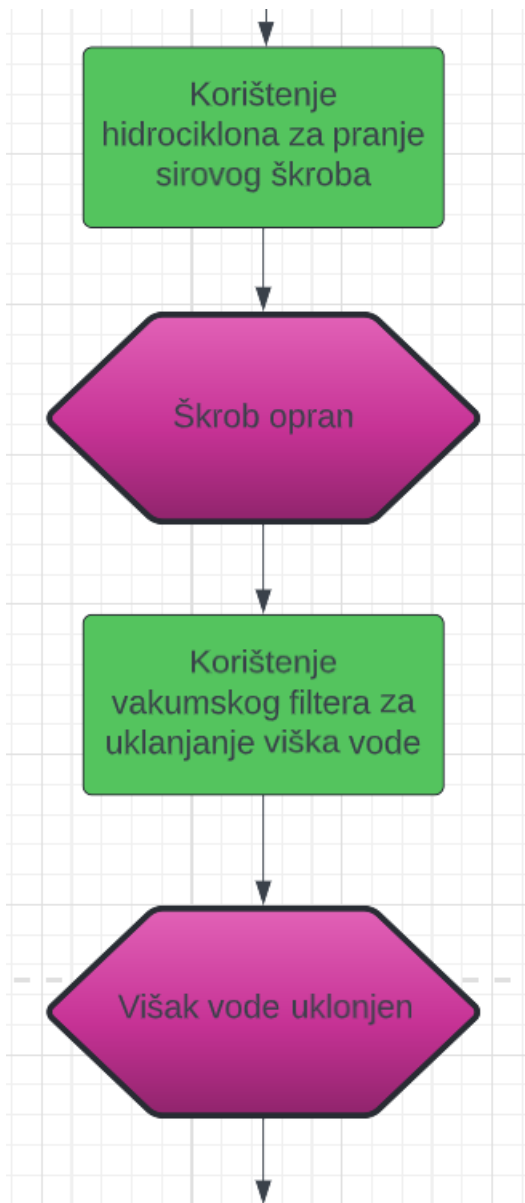 Korištenje
hidrociklona za pranje
sirovog škroba
Škrob opran
Korištenje
vakumskog filtera za
uklanjanje viška vode
Višak vode uklonjen